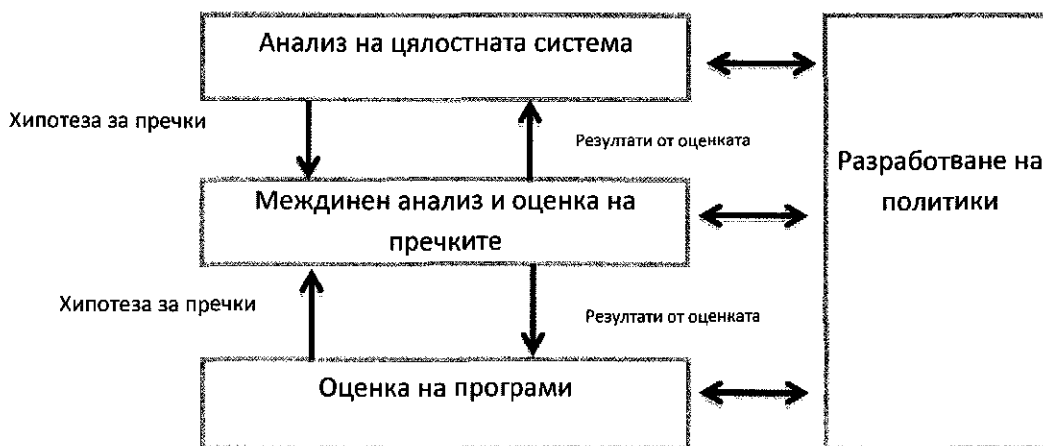 Анализ на цялостната система
Хипотеза за пречки
Резултати от оценката
Междинен анализ и оценка на
пречките
Хипотеза за пречки
Резултати от оценката
Оценка на програми
Разработване на
политики